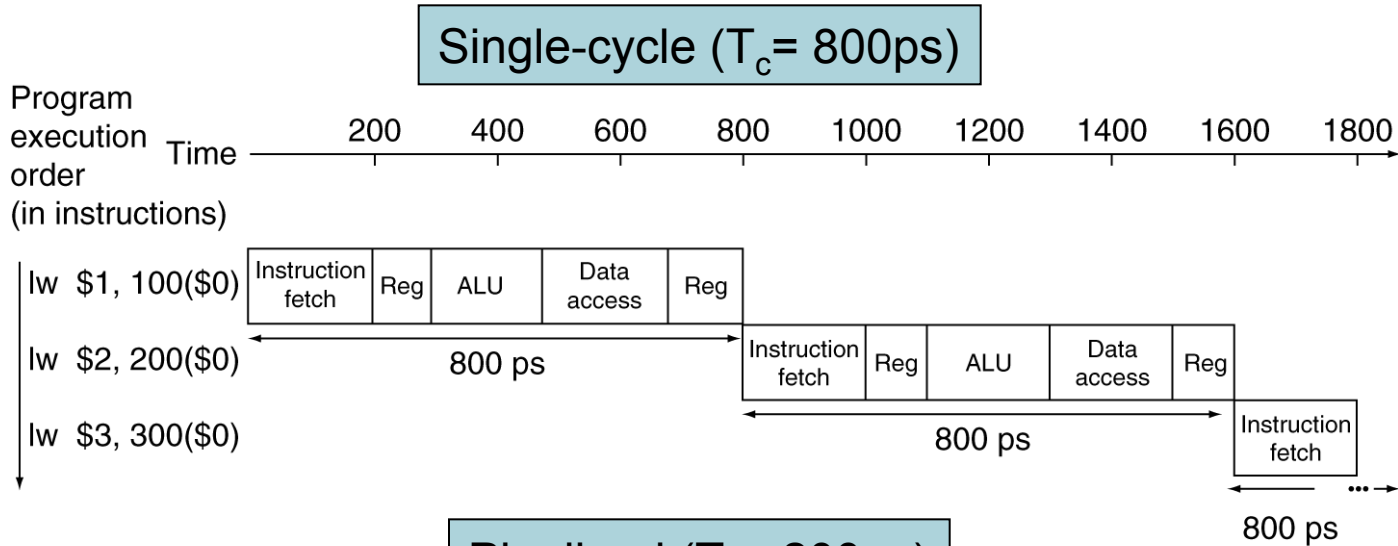 Single-cycle (Tc= 800ps)
Program
execution
order
(in instructions)
Time
200 400 600 800 1000 1200 1400 1600 1800
lw $1, 100($0)
Instruction
fetch
Reg
ALU
Data
access
Reg
800 ps
lw $2, 200($0)
Instruction
fetch
Reg
ALU
Data
access
Reg
800 ps
lw $3, 300($0)
Instruction
fetch
...
800 ps